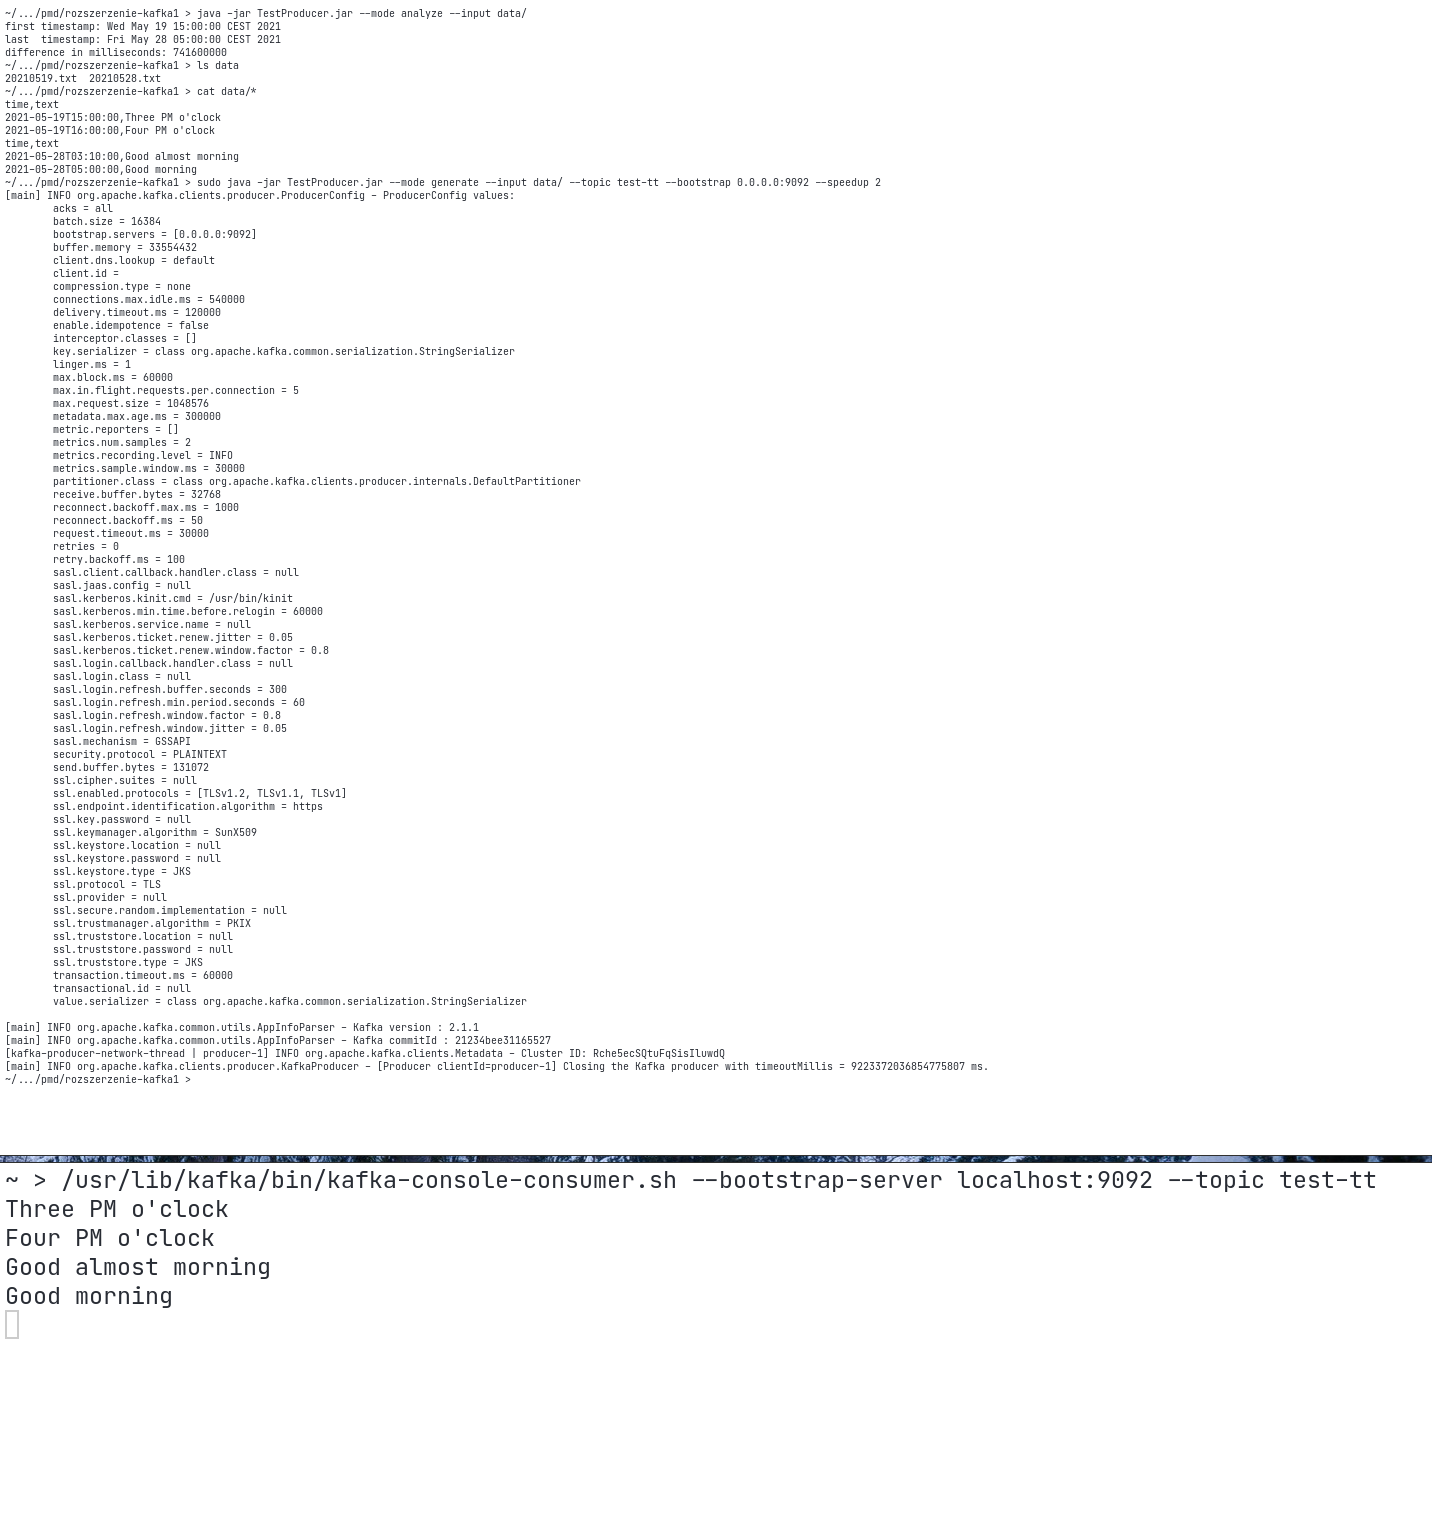 ~/.../pmd/rozszerzenie-kafka1 > java -jar TestProducer.jar --mode analyze --input data/
first timestamp: Wed May 19 15:00:00 CEST 2021
last  timestamp: Fri May 28 05:00:00 CEST 2021
difference in milliseconds: 741600000
~/.../pmd/rozszerzenie-kafka1 > ls data
20210519.txt  20210528.txt
~/.../pmd/rozszerzenie-kafka1 > cat data/*
time,text
2021-05-19T15:00:00,Three PM o'clock
2021-05-19T16:00:00,Four PM o'clock
time,text
2021-05-28T03:10:00,Good almost morning
2021-05-28T05:00:00,Good morning
~/.../pmd/rozszerzenie-kafka1 > sudo java -jar TestProducer.jar --mode generate --input data/ --topic test-tt --bootstrap 0.0.0.0:9092 --speedup 2
[main] INFO org.apache.kafka.clients.producer.ProducerConfig - ProducerConfig values:
acks = all
batch.size = 16384
bootstrap.servers = [0.0.0.0:9092]
buffer.memory = 33554432
client.dns.lookup = default
client.id =
compression.type = none
connections.max.idle.ms = 540000
delivery.timeout.ms = 120000
enable.idempotence = false
interceptor.classes = []
key.serializer = class org.apache.kafka.common.serialization.StringSerializer
linger.ms = 1
max.block.ms = 60000
max.in.flight.requests.per.connection = 5
max.request.size = 1048576
metadata.max.age.ms = 300000
metric.reporters = []
metrics.num.samples = 2
metrics.recording.level = INFO
metrics.sample.window.ms = 30000
partitioner.class = class org.apache.kafka.clients.producer.internals.DefaultPartitioner
receive.buffer.bytes = 32768
reconnect.backoff.max.ms = 1000
reconnect.backoff.ms = 50
request.timeout.ms = 30000
retries = 0
retry.backoff.ms = 100
sasl.client.callback.handler.class = null
sasl.jaas.config = null
sasl.kerberos.kinit.cmd = /usr/bin/kinit
sasl.kerberos.min.time.before.relogin = 60000
sasl.kerberos.service.name = null
sasl.kerberos.ticket.renew.jitter = 0.05
sasl.kerberos.ticket.renew.window.factor = 0.8
sasl.login.callback.handler.class = null
sasl.login.class = null
sasl.login.refresh.buffer.seconds = 300
sasl.login.refresh.min.period.seconds = 60
sasl.login.refresh.window.factor = 0.8
sasl.login.refresh.window.jitter = 0.05
sasl.mechanism = GSSAPI
security.protocol = PLAINTEXT
send.buffer.bytes = 131072
ssl.cipher.suites = null
ssl.enabled.protocols = [TLSv1.2, TLSv1.1, TLSv1]
ssl.endpoint.identification.algorithm = https
ssl.key.password = null
ssl.keymanager.algorithm = SunX509
ssl.keystore.location = null
ssl.keystore.password = null
ssl.keystore.type = JKS
ssl.protocol = TLS
ssl.provider = null
ssl.secure.random.implementation = null
ssl.trustmanager.algorithm = PKIX
ssl.truststore.location = null
ssl.truststore.password = null
ssl.truststore.type = JKS
transaction.timeout.ms = 60000
transactional.id = null
value.serializer = class org.apache.kafka.common.serialization.StringSerializer
[main] INFO org.apache.kafka.common.utils.AppInfoParser - Kafka version : 2.1.1
[main] INFO org.apache.kafka.common.utils.AppInfoParser - Kafka commitId : 21234bee31165527
[kafka-producer-network-thread | producer-1] INFO org.apache.kafka.clients.Metadata - Cluster ID: Rche5ecSQtuFqSisIluwdQ
[main] INFO org.apache.kafka.clients.producer.KafkaProducer - [Producer clientId=producer-1] Closing the Kafka producer with timeoutMillis = 9223372036854775807 ms.
~/.../pmd/rozszerzenie-kafka1 >
~ > /usr/lib/kafka/bin/kafka-console-consumer.sh --bootstrap-server localhost:9092 --topic test-tt
Three PM o'clock
Four PM o'clock
Good almost morning
Good morning